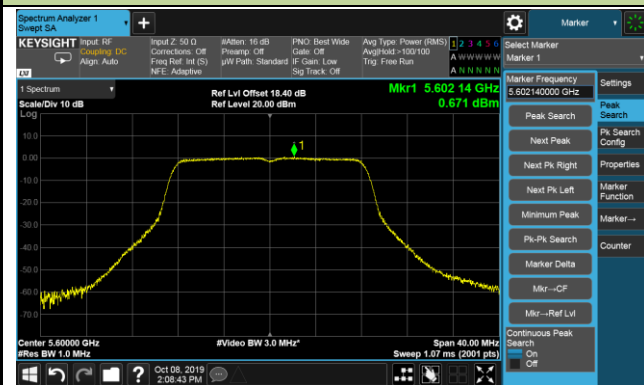 Spectrum Analyzer 1
Swept SA
Marker
KEYSIGHT
Input: RF
Coupling: DC
Align: Auto
Input Z: 50 Ω
Corrections: Off
Freq Ref: Int (S)
NFE: Adaptive
#Atten: 16 dB
Preamp: Off
µW Path: Standard
PNO: Best Wide
Gate: Off
IF Gain: Low
Sig Track: Off
Avg Type: Power (RMS)
Avg|Hold:>100/100
Trig: Free Run
1 2 3 4 5 6
A W W W W W
A N N N N N
LXI
Select Marker
Marker 1
1 Spectrum
Scale/Div 10 dB
Log
Ref Lvl Offset 18.40 dB
Ref Level 20.00 dBm
Mkr1 5.602 14 GHz
0.671 dBm
10.0
0.00
-10.0
-20.0
-30.0
-40.0
-50.0
-60.0
-70.0
1
Center 5.60000 GHz
#Res BW 1.0 MHz
#Video BW 3.0 MHz*
Span 40.00 MHz
Sweep 1.07 ms (2001 pts)
Marker Frequency
5.602140000 GHz
Peak Search
Next Peak
Next Pk Right
Next Pk Left
Minimum Peak
Pk-Pk Search
Marker Delta
Mkr→CF
Mkr→Ref Lvl
Continuous Peak
Search
On
Off
Settings
Peak
Search
Pk Search
Config
Properties
Marker
Function
Marker→
Counter
Oct 08, 2019
2:08:43 PM